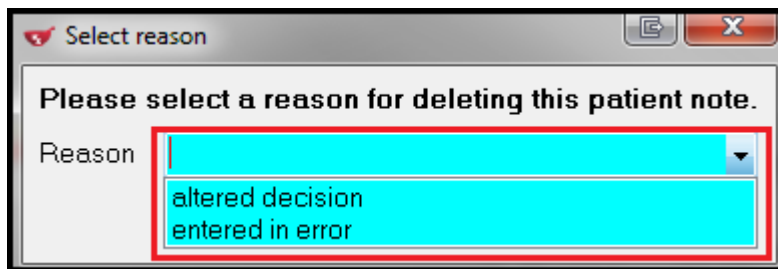 Select reason
Please select a reason for deleting this patient note.
Reason
altered decision
entered in error